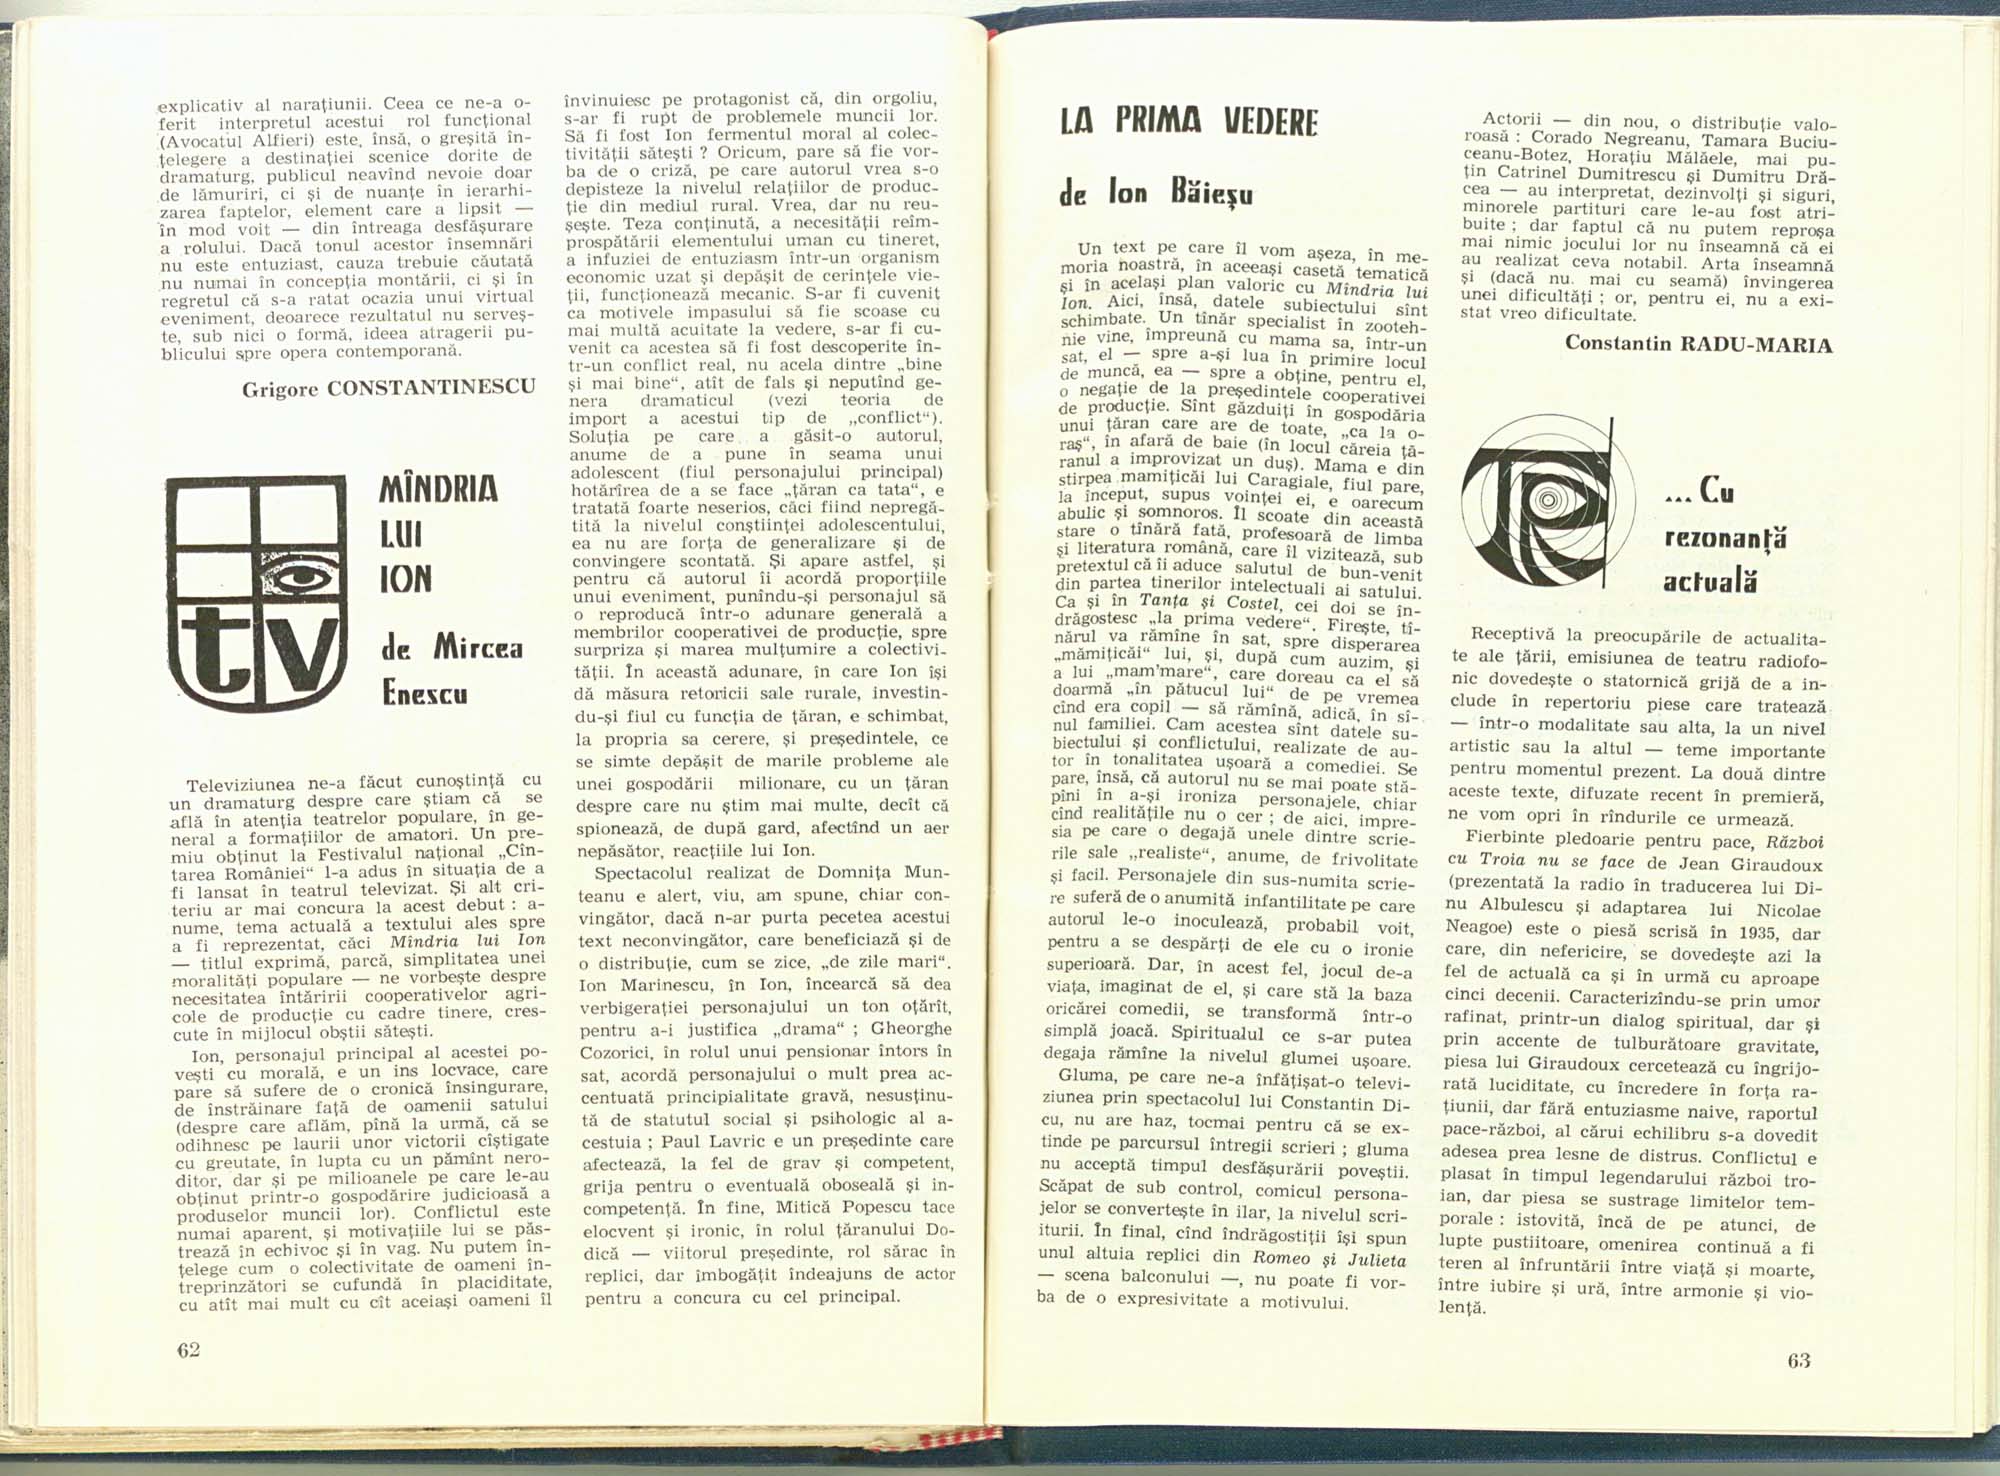 explicativ al narațiunii. Ceea ce ne-a o-
ferit interpretul acestui rol funcțional
(Avocatul Alfieri) este, însă, o greșită în-
țelegere a destinației scenice dorite de
dramaturg, publicul neavînd nevoie doar
de lămuriri, ci și de nuanțe în ierarhi-
zarea faptelor, element care a lipsit —
în mod voit — din întreaga desfășurare
a rolului. Dacă tonul acestor însemnări
nu este entuziast, cauza trebuie căutată
nu numai în concepția montării, ci și în
regretul că s-a ratat ocazia unui virtual
eveniment, deoarece rezultatul nu serveș-
te, sub nici o formă, ideea atragerii pu-
blicului spre opera contemporană.
Grigore CONSTANTINESCU
tv
MÎNDRIA
LUI
ION
de Mircea
Enescu
Televiziunea ne-a făcut cunoștință cu
un dramaturg despre care știam că se
află în atenția teatrelor populare, în ge-
neral a formațiilor de amatori. Un pre-
miu obținut la Festivalul național „Cîn-
tarea României“ l-a adus în situația de a
fi lansat în teatrul televizat. Și alt cri-
teriu ar mai concura la acest debut : a-
nume, tema actuală a textului ales spre
a fi reprezentat, căci Mîndria lui Ion
— titlul exprimă, parcă, simplitatea unei
moralități populare — ne vorbește despre
necesitatea întăririi cooperativelor agri-
cole de producție cu cadre tinere, cres-
cute în mijlocul obștii sătești.
Ion, personajul principal al acestei po-
vești cu morală, e un ins locvace, care
pare să sufere de o cronică însingurare,
de înstrăinare față de oamenii satului
(despre care aflăm, pînă la urmă, că se
odihnesc pe laurii unor victorii cîștigate
cu greutate, în lupta cu un pămînt nero-
ditor, dar și pe milioanele pe care le-au
obținut printr-o gospodărire judicioasă a
produselor muncii lor). Conflictul este
numai aparent, și motivațiile lui se păs-
trează în echivoc și în vag. Nu putem în-
țelege cum o colectivitate de oameni în-
treprinzători se cufundă în placiditate,
cu atît mai mult cu cît aceiași oameni îl
62
învinuiesc pe protagonist că, din orgoliu,
s-ar fi rupt de problemele muncii lor.
Să fi fost Ion fermentul moral al colec-
tivității sătești ? Oricum, pare să fie vor-
ba de o criză, pe care autorul vrea s-o
depisteze la nivelul relațiilor de produc-
ție din mediul rural. Vrea, dar nu reu-
șește. Teza conținută, a necesității reîm-
prospătării elementului uman cu tineret,
a infuziei de entuziasm într-un organism
economic uzat și depășit de cerințele vie-
ții, funcționează mecanic. S-ar fi cuvenit
ca motivele impasului să fie scoase cu
mai multă acuitate la vedere, s-ar fi cu-
venit ca acestea să fi fost descoperite în-
tr-un conflict real, nu acela dintre „bine
și mai bine“, atît de fals și neputînd ge-
nera dramaticul (vezi teoria de
import a acestui tip de „conflict“).
Soluția pe care a găsit-o autorul,
anume de a pune în seama unui
adolescent (fiul personajului principal)
hotărîrea de a se face „țăran ca tata“, e
tratată foarte neserios, căci fiind nepregă-
tită la nivelul conștiinței adolescentului,
ea nu are forța de generalizare și de
convingere scontată. Și apare astfel, și
pentru că autorul îi acordă proporțiile
unui eveniment, punîndu-și personajul să
o reproducă într-o adunare generală a
membrilor cooperativei de producție, spre
surpriza și marea mulțumire a colectivi-
tății. În această adunare, în care Ion își
dă măsura retoricii sale rurale, investin-
du-și fiul cu funcția de țăran, e schimbat,
la propria sa cerere, și președintele, ce
se simte depășit de marile probleme ale
unei gospodării milionare, cu un țăran
despre care nu știm mai multe, decît că
spionează, de după gard, afectînd un aer
nepăsător, reacțiile lui Ion.
Spectacolul realizat de Domnița Mun-
teanu e alert, viu, am spune, chiar con-
vingător, dacă n-ar purta pecetea acestui
text neconvingător, care beneficiază și de
o distribuție, cum se zice, „de zile mari“.
Ion Marinescu, în Ion, încearcă să dea
verbigerației personajului un ton oțărît,
pentru a-i justifica „drama“ ; Gheorghe
Cozorici, în rolul unui pensionar întors în
sat, acordă personajului o mult prea ac-
centuată principialitate gravă, nesusținu-
tă de statutul social și psihologic al a-
cestuia ; Paul Lavric e un președinte care
afectează, la fel de grav și competent,
grija pentru o eventuală oboseală și in-
competență. În fine, Mitică Popescu tace
elocvent și ironic, în rolul țăranului Do-
dică — viitorul președinte, rol sărac în
replici, dar îmbogățit îndeajuns de actor
pentru a concura cu cel principal.
LA PRIMA VEDERE
de Ion Băieșu
Un text pe care îl vom așeza, în me-
moria noastră, în aceeași casetă tematică
și în același plan valoric cu Mîndria lui
Ion. Aici, însă, datele subiectului sînt
schimbate. Un tînăr specialist în zooteh-
nie vine, împreună cu mama sa, într-un
sat, el — spre a-și lua în primire locul
de muncă, ea — spre a obține, pentru el,
o negație de la președintele cooperativei
de producție. Sînt găzduiți în gospodăria
unui țăran care are de toate, „ca la o-
raș“, în afară de baie (în locul căreia ță-
ranul a improvizat un duș). Mama e din
stirpea mamițicăi lui Caragiale, fiul pare,
la început, supus voinței ei, e oarecum
abulic și somnoros. Îl scoate din această
stare o tînără fată, profesoară de limba
și literatura română, care îl vizitează, sub
pretextul că îi aduce salutul de bun-venit
din partea tinerilor intelectuali ai satului.
Ca și în Tanța și Costel, cei doi se în-
drăgostesc „la prima vedere“. Firește, tî-
nărul va rămîne în sat, spre disperarea
„mămițicăi“ lui, și, după cum auzim, și
a lui „mam'mare“, care doreau ca el să
doarmă „în pătucul lui“ de pe vremea
cînd era copil — să rămînă, adică, în sî-
nul familiei. Cam acestea sînt datele su-
biectului și conflictului, realizate de au-
tor în tonalitatea ușoară a comediei. Se
pare, însă, că autorul nu se mai poate stă-
pîni în a-și ironiza personajele, chiar
cînd realitățile nu o cer ; de aici, impre-
sia pe care o degajă unele dintre scrie-
rile sale „realiste“, anume, de frivolitate
și facil. Personajele din sus-numita scrie-
re suferă de o anumită infantilitate pe care
autorul le-o inoculează, probabil voit,
pentru a se despărți de ele cu o ironie
superioară. Dar, în acest fel, jocul de-a
viața, imaginat de el, și care stă la baza
oricărei comedii, se transformă într-o
simplă joacă. Spiritualul ce s-ar putea
degaja rămîne la nivelul glumei ușoare.
Gluma, pe care ne-a înfățișat-o televi-
ziunea prin spectacolul lui Constantin Di-
cu, nu are haz, tocmai pentru că se ex-
tinde pe parcursul întregii scrieri ; gluma
nu acceptă timpul desfășurării poveștii.
Scăpat de sub control, comicul persona-
jelor se convertește în ilar, la nivelul scri-
iturii. În final, cînd îndrăgostiții își spun
unul altuia replici din Romeo și Julieta
— scena balconului —, nu poate fi vor-
ba de o expresivitate a motivului.
Actorii — din nou, o distribuție valo-
roasă : Corado Negreanu, Tamara Buciu-
ceanu-Botez, Horațiu Mălăele, mai pu-
țin Catrinel Dumitrescu și Dumitru Dră-
cea — au interpretat, dezinvolți și siguri,
minorele partituri care le-au fost atri-
buite ; dar faptul că nu putem reproșa
mai nimic jocului lor nu înseamnă că ei
au realizat ceva notabil. Arta înseamnă
și (dacă nu. mai cu seamă) învingerea
unei dificultăți ; or, pentru ei, nu a exi-
stat vreo dificultate.
Constantin RADU-MARIA
... Cu
rezonanță
actuală
Receptivă la preocupările de actualita-
te ale țării, emisiunea de teatru radiofo-
nic dovedește o statornică grijă de a in-
clude în repertoriu piese care tratează
— într-o modalitate sau alta, la un nivel
artistic sau la altul — teme importante
pentru momentul prezent. La două dintre
aceste texte, difuzate recent în premieră,
ne vom opri în rîndurile ce urmează.
Fierbinte pledoarie pentru pace, Război
cu Troia nu se face de Jean Giraudoux
(prezentată la radio în traducerea lui Di-
nu Albulescu și adaptarea lui Nicolae
Neagoe) este o piesă scrisă în 1935, dar
care, din nefericire, se dovedește azi la
fel de actuală ca și în urmă cu aproape
cinci decenii. Caracterizîndu-se prin umor
rafinat, printr-un dialog spiritual, dar și
prin accente de tulburătoare gravitate,
piesa lui Giraudoux cercetează cu îngrijo-
rată luciditate, cu încredere în forța ra-
țiunii, dar fără entuziasme naive, raportul
pace-război, al cărui echilibru s-a dovedit
adesea prea lesne de distrus. Conflictul e
plasat în timpul legendarului război tro-
ian, dar piesa se sustrage limitelor tem-
porale : istovită, încă de pe atunci, de
lupte pustiitoare, omenirea continuă a fi
teren al înfruntării între viață și moarte,
între iubire și ură, între armonie și vio-
lență.
63